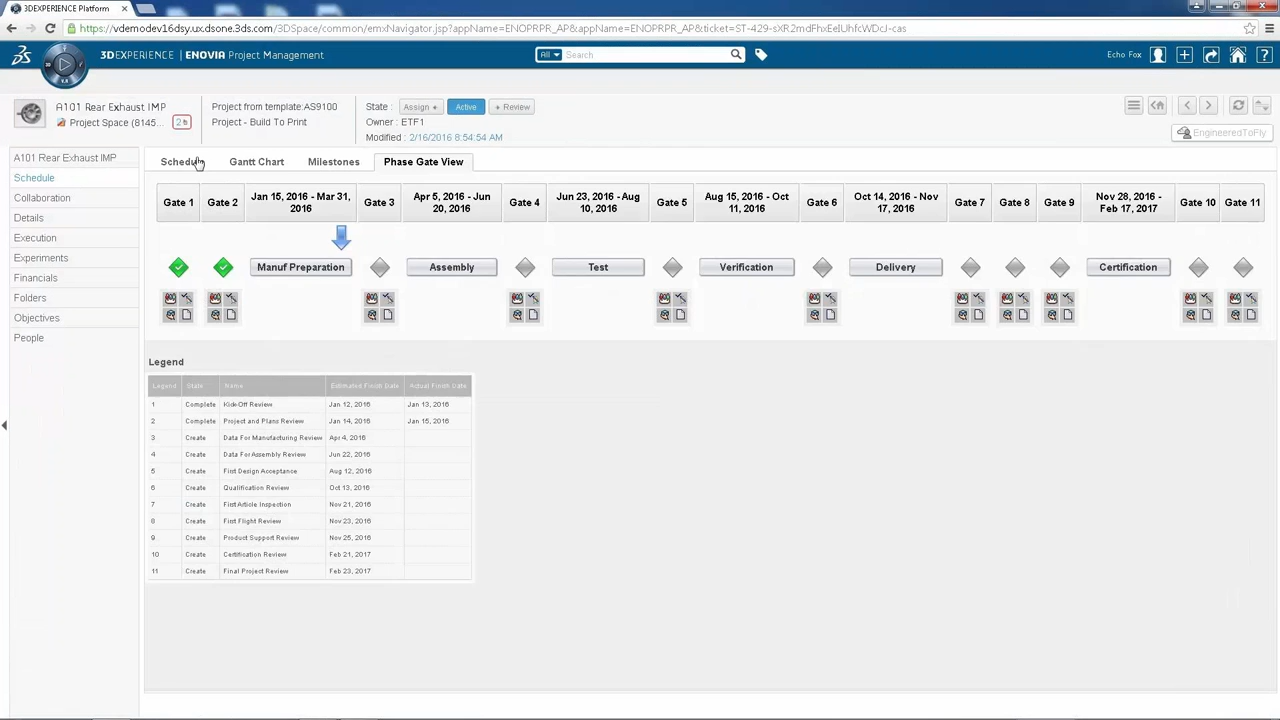 3DEXPERIENCE Platform
https://vdemodev16dsy.ux.dsone.3ds.com/3DSpace/common/emxNavigator.jsp?appName=ENOPRPR_AP&appName=ENOPRPR_AP&ticket=ST-429-sXR2mdFhxEelUhfcWDcJ-cas
3DEXPERIENCE | ENOVIA Project Management
All Search
Echo Fox
A101 Rear Exhaust IMP
Project Space (8145...
2
Project from template:AS9100
Project - Build To Print
State : Assign Active Review
Owner : ETF1
Modified : 2/16/2016 8:54:54 AM
EngineeredToFly
A101 Rear Exhaust IMP
Schedule
Collaboration
Details
Execution
Experiments
Financials
Folders
Objectives
People
Schedule Gantt Chart Milestones Phase Gate View
Gate 1 Gate 2 Jan 15, 2016 - Mar 31, 2016 Gate 3 Apr 5, 2016 - Jun 20, 2016 Gate 4 Jun 23, 2016 - Aug 10, 2016 Gate 5 Aug 15, 2016 - Oct 11, 2016 Gate 6 Oct 14, 2016 - Nov 17, 2016 Gate 7 Gate 8 Gate 9 Nov 28, 2016 - Feb 17, 2017 Gate 10 Gate 11
Manuf Preparation Assembly Test Verification Delivery Certification
Legend
Legend State Name Estimated Finish Date Actual Finish Date
1 Complete Kick-Off Review Jan 12, 2016 Jan 13, 2016
2 Complete Project and Plans Review Jan 14, 2016 Jan 15, 2016
3 Create Data For Manufacturing Review Apr 4, 2016
4 Create Data For Assembly Review Jun 22, 2016
5 Create First Design Acceptance Aug 12, 2016
6 Create Qualification Review Oct 13, 2016
7 Create First Article Inspection Nov 21, 2016
8 Create First Flight Review Nov 23, 2016
9 Create Product Support Review Nov 25, 2016
10 Create Certification Review Feb 21, 2017
11 Create Final Project Review Feb 23, 2017